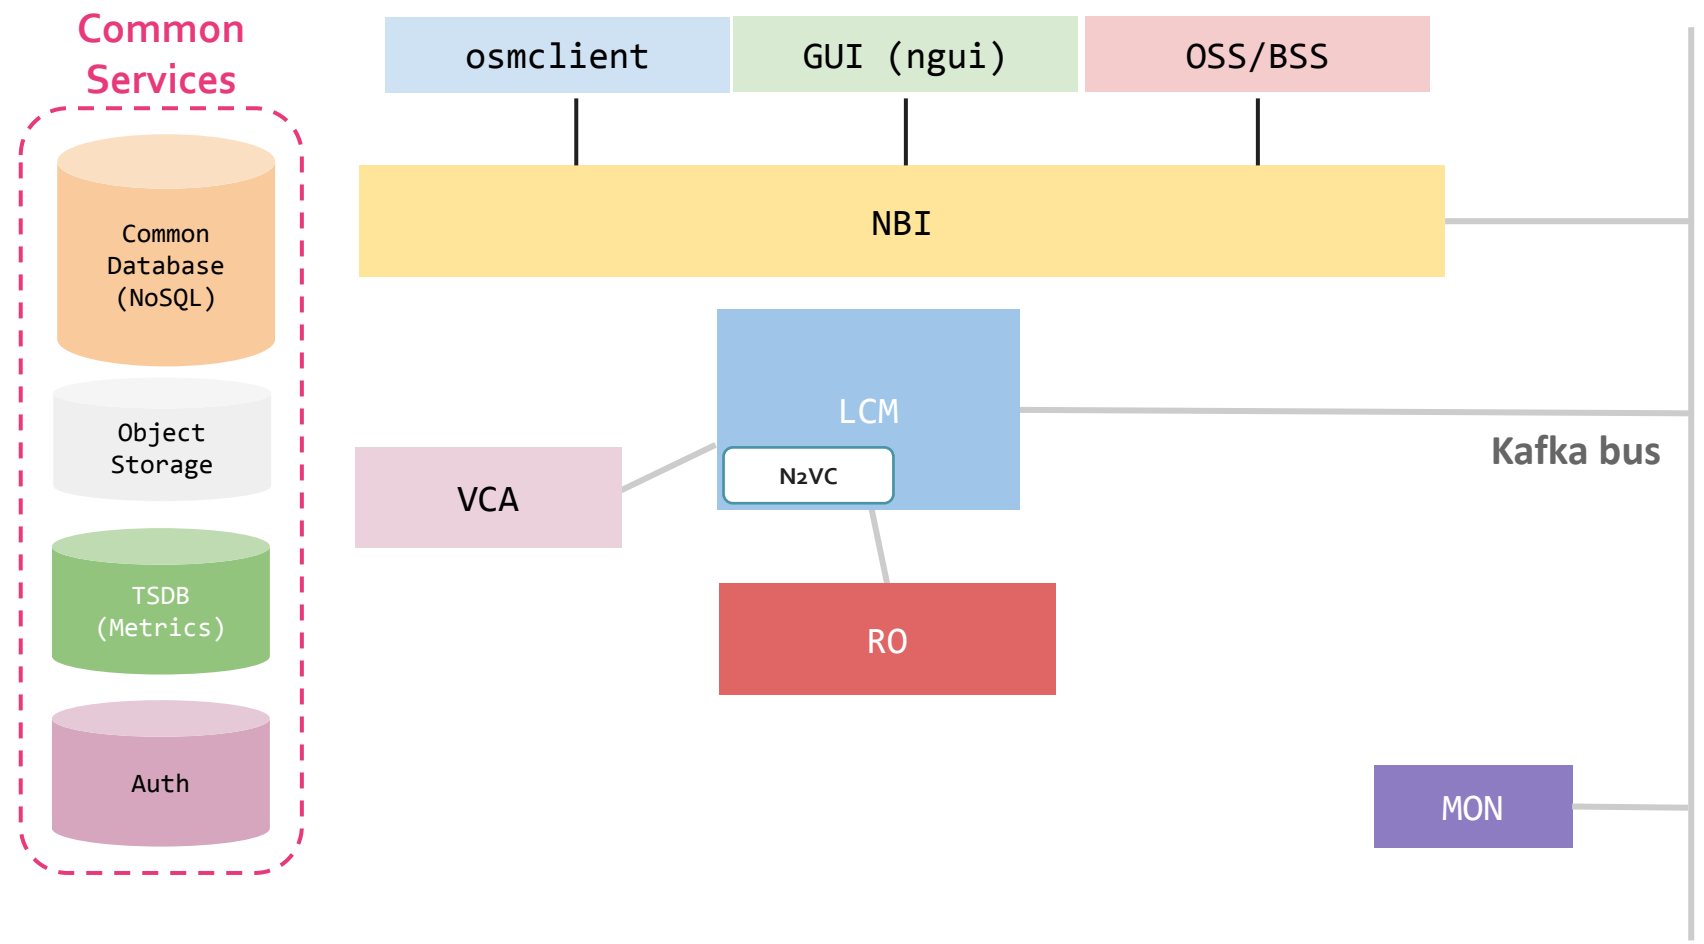 Common
Services
osmclient
GUI (ngui)
OSS/BSS
NBI
Common
Database
(NoSQL)
Object
Storage
TSDB
(Metrics)
Auth
LCM
N2VC
VCA
RO
Kafka bus
MON